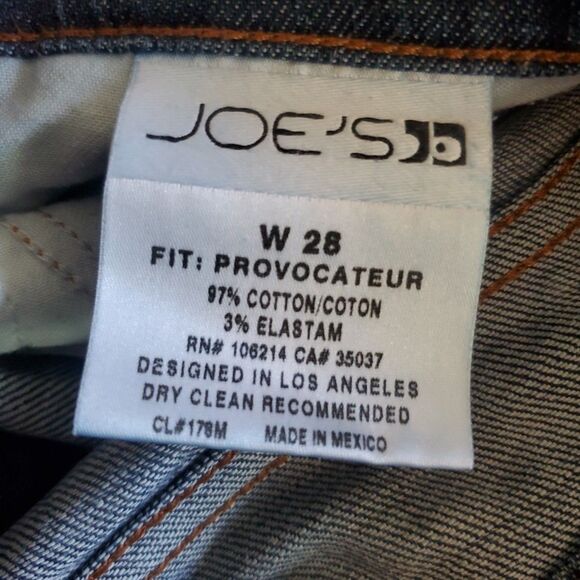 JOE'S
W 28
FIT: PROVOCATEUR
97% COTTON/COTON
3% ELASTAM
RN# 106214 CA# 35037
DESIGNED IN LOS ANGELES
DRY CLEAN RECOMMENDED
CL#178M MADE IN MEXICO